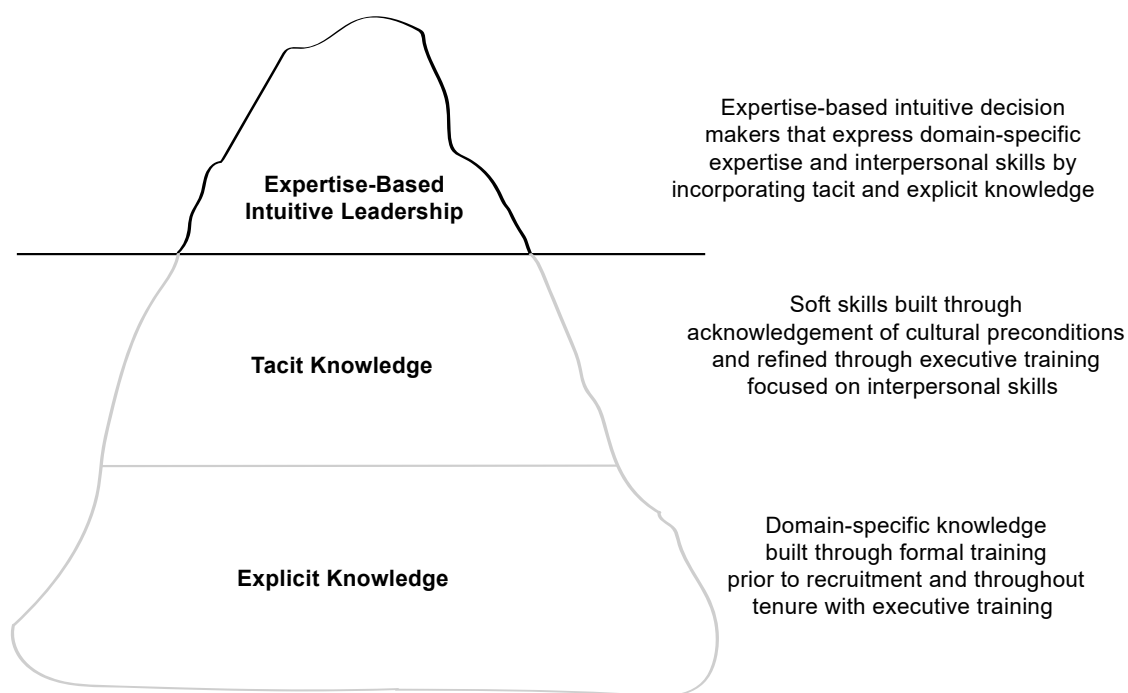 Expertise-based intuitive decision
makers that express domain-specific
expertise and interpersonal skills by
incorporating tacit and explicit knowledge
Expertise-Based
Intuitive Leadership
Soft skills built through
acknowledgement of cultural preconditions
and refined through executive training
focused on interpersonal skills
Tacit Knowledge
Domain-specific knowledge
built through formal training
prior to recruitment and throughout
tenure with executive training
Explicit Knowledge